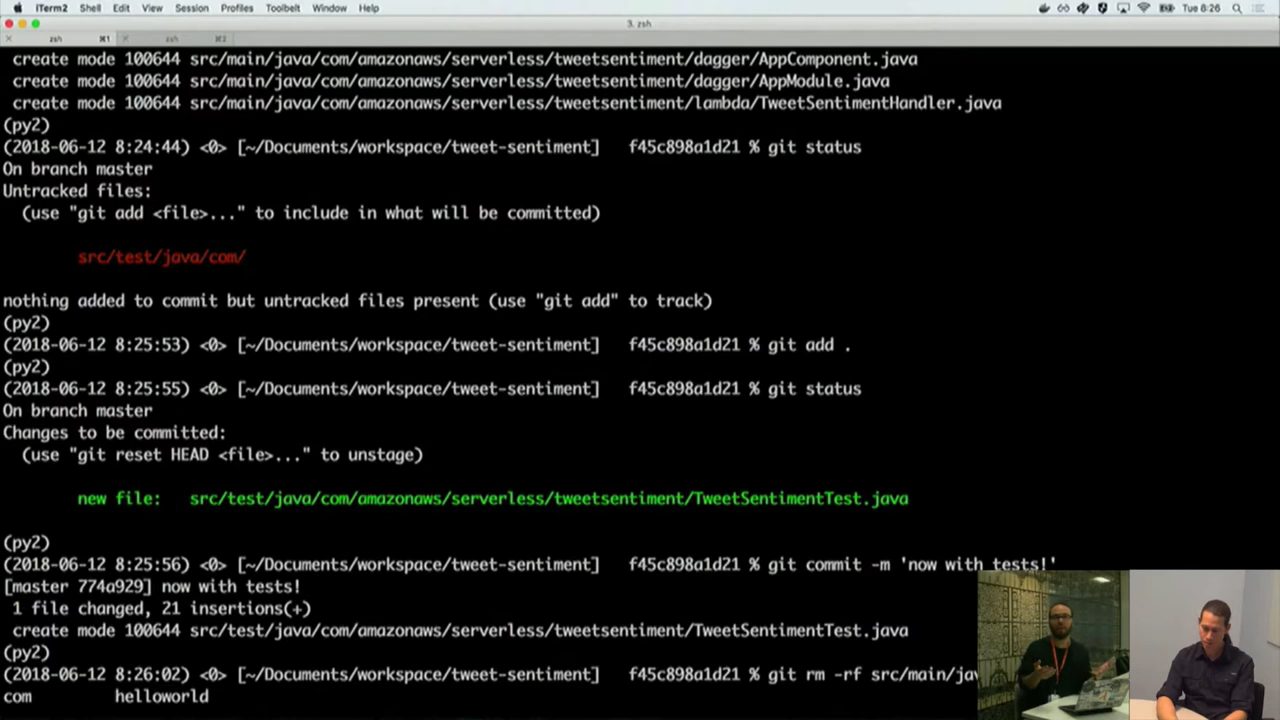 iTerm2 Shell Edit View Session Profiles Toolbelt Window Help Tue 8:26
3. zsh
zsh ⌘1 zsh ⌘2
create mode 100644 src/main/java/com/amazonaws/serverless/tweetsentiment/dagger/AppComponent.java
create mode 100644 src/main/java/com/amazonaws/serverless/tweetsentiment/dagger/AppModule.java
create mode 100644 src/main/java/com/amazonaws/serverless/tweetsentiment/lambda/TweetSentimentHandler.java
(py2)
(2018-06-12 8:24:44) <0> [~/Documents/workspace/tweet-sentiment] f45c898a1d21 % git status
On branch master
Untracked files:
(use "git add <file>..." to include in what will be committed)
src/test/java/com/
nothing added to commit but untracked files present (use "git add" to track)
(py2)
(2018-06-12 8:25:53) <0> [~/Documents/workspace/tweet-sentiment] f45c898a1d21 % git add .
(py2)
(2018-06-12 8:25:55) <0> [~/Documents/workspace/tweet-sentiment] f45c898a1d21 % git status
On branch master
Changes to be committed:
(use "git reset HEAD <file>..." to unstage)
new file: src/test/java/com/amazonaws/serverless/tweetsentiment/TweetSentimentTest.java
(py2)
(2018-06-12 8:25:56) <0> [~/Documents/workspace/tweet-sentiment] f45c898a1d21 % git commit -m 'now with tests!'
[master 774a929] now with tests!
1 file changed, 21 insertions(+)
create mode 100644 src/test/java/com/amazonaws/serverless/tweetsentiment/TweetSentimentTest.java
(py2)
(2018-06-12 8:26:02) <0> [~/Documents/workspace/tweet-sentiment] f45c898a1d21 % git rm -rf src/main/jav
com helloworld